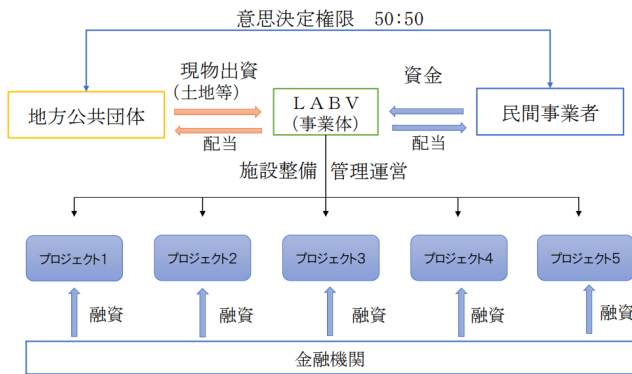 意思決定権限 50:50
現物出資
(土地等)
資金
地方公共団体
LABV
(事業体)
民間事業者
配当
配当
施設整備 管理運営
プロジェクト1
プロジェクト2
プロジェクト3
プロジェクト4
プロジェクト5
融資
融資
融資
融資
融資
金融機関